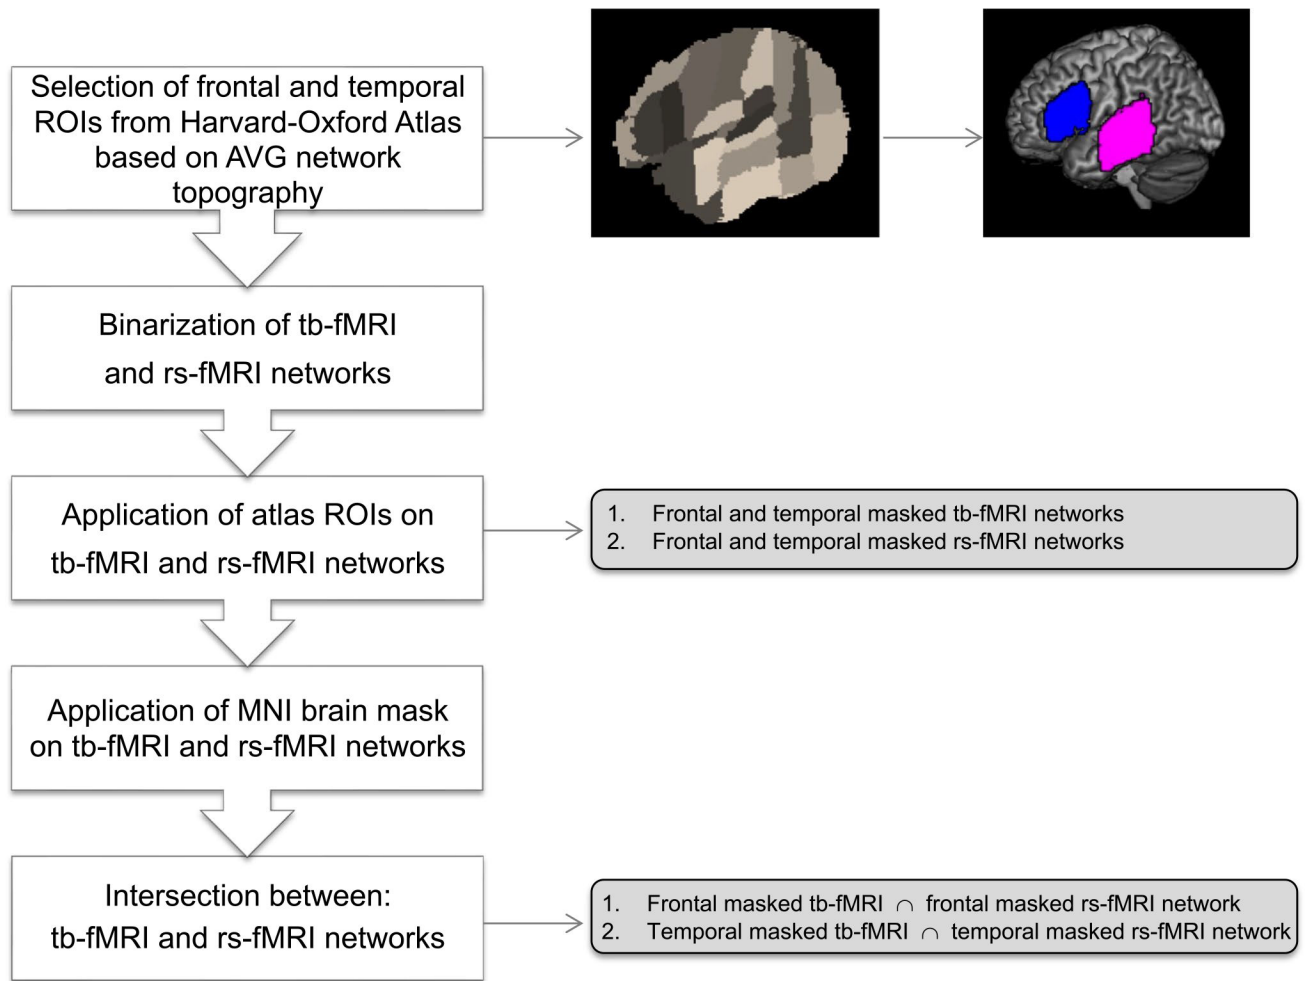 Selection of frontal and temporal
ROIs from Harvard-Oxford Atlas
based on AVG network
topography
Binarization of tb-fMRI
and rs-fMRI networks
Application of atlas ROIs on
tb-fMRI and rs-fMRI networks
1. Frontal and temporal masked tb-fMRI networks
2. Frontal and temporal masked rs-fMRI networks
Application of MNI brain mask
on tb-fMRI and rs-fMRI networks
Intersection between:
tb-fMRI and rs-fMRI networks
1. Frontal masked tb-fMRI ∩ frontal masked rs-fMRI network
2. Temporal masked tb-fMRI ∩ temporal masked rs-fMRI network